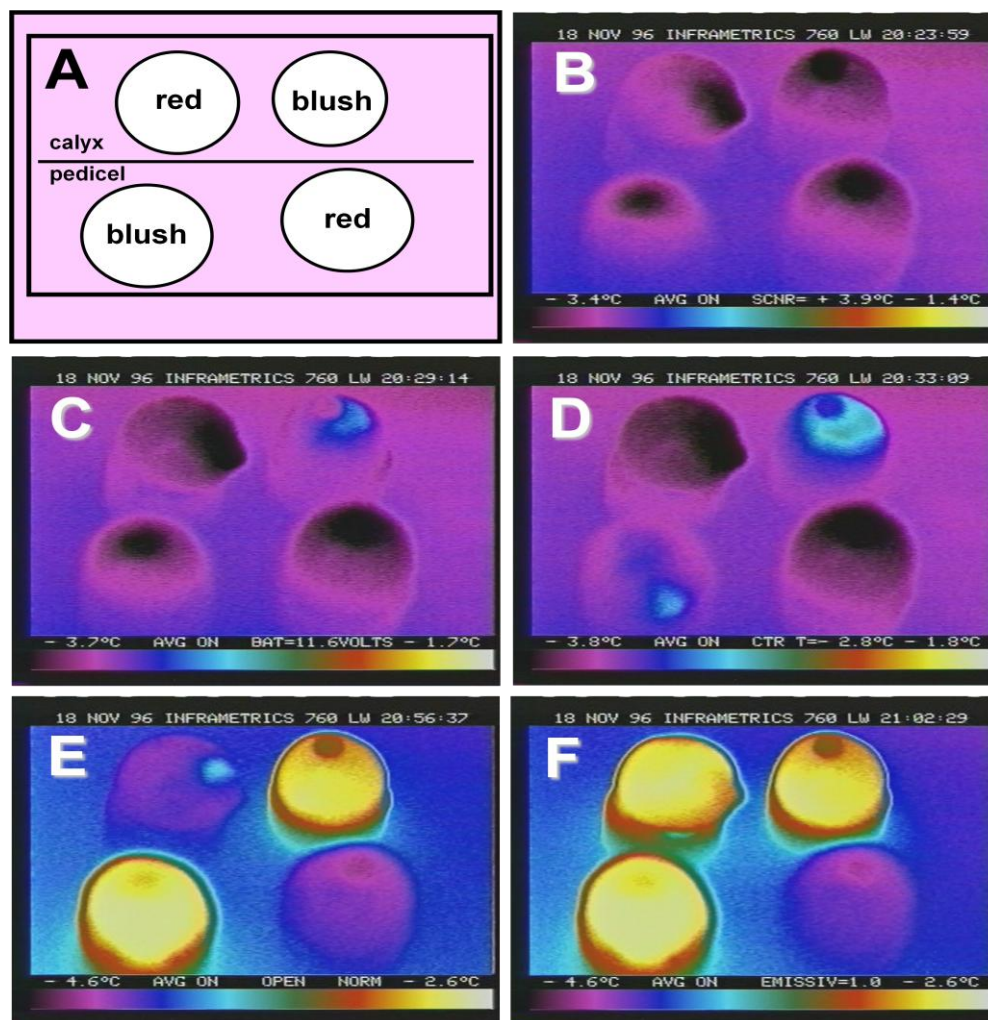 A
red
blush
calyx
pedicel
blush
red
18 NOV 96 INFRAMETRICS 760 LW 20:23:59
B
- 3.4°C AVG ON SCNR= + 3.9°C - 1.4°C
18 NOV 96 INFRAMETRICS 760 LW 20:29:14
C
- 3.7°C AVG ON BAT=11.6VOLTS - 1.7°C
18 NOV 96 INFRAMETRICS 760 LW 20:33:09
D
- 3.8°C AVG ON CTR T=- 2.8°C - 1.8°C
18 NOV 96 INFRAMETRICS 760 LW 20:56:37
E
- 4.6°C AVG ON OPEN NORM - 2.6°C
18 NOV 96 INFRAMETRICS 760 LW 21:02:29
F
- 4.6°C AVG ON EMISSIV=1.0 - 2.6°C